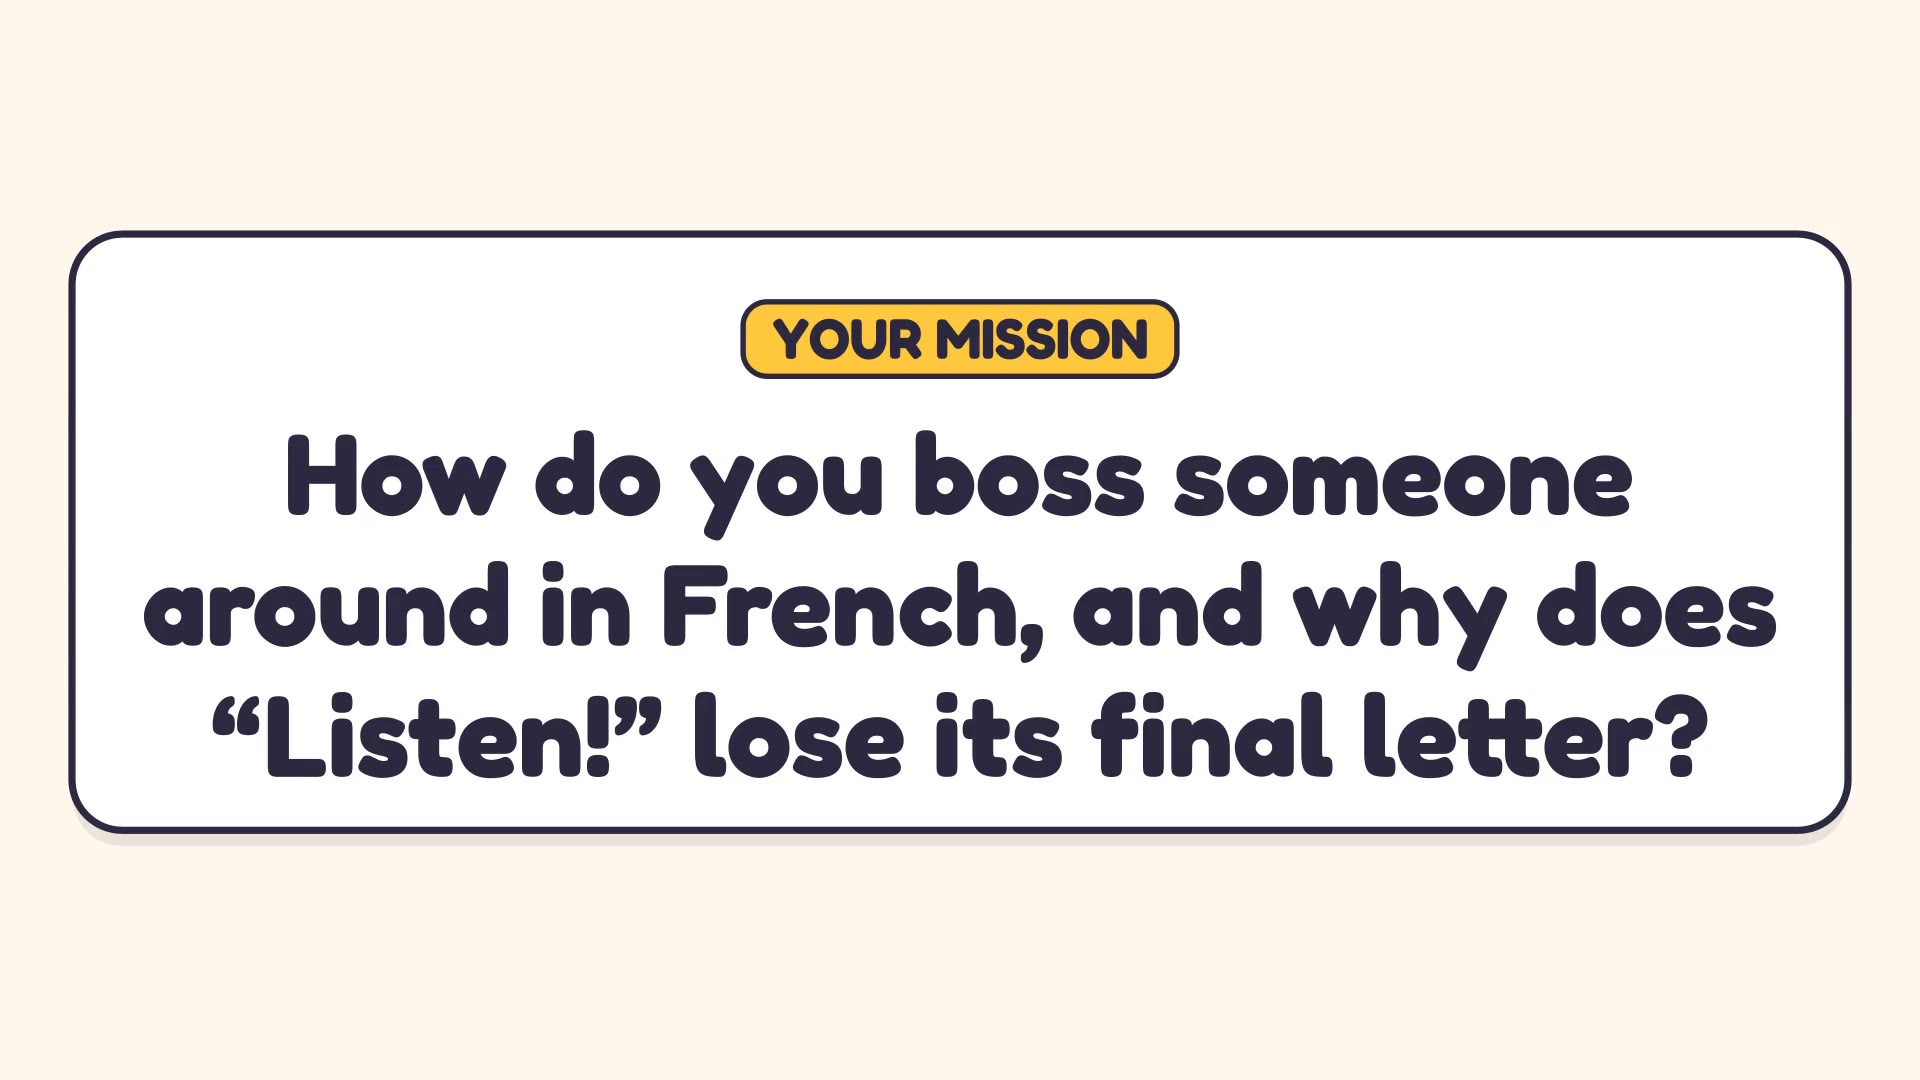 YOUR MISSION
How do you boss someone
around in French, and why does
“Listen!” lose its final letter?